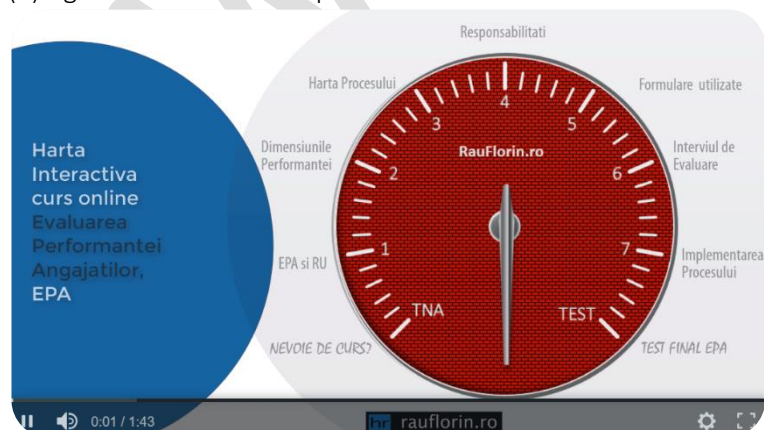 Responsabilitati
Harta Procesului
Formulare utilizate
4
3
5
Dimensiunile
Performantei
RauFlorin.ro
Interviul de
Evaluare
2
6
Harta
Interactiva
curs online
Evaluarea
Performantei
Angajatilor,
EPA
EPA si RU
1
7
Implementarea
Procesului
TNA
TEST
NEVOIE DE CURS?
TEST FINAL EPA
0:01 / 1:43
hr rauflorin.ro